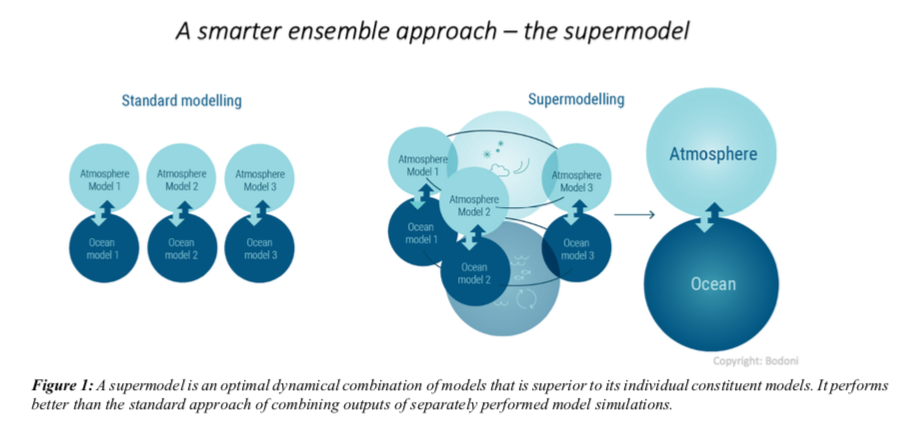 A smarter ensemble approach – the supermodel
Standard modelling
Atmosphere
Model 1
Atmosphere
Model 2
Atmosphere
Model 3
Ocean
model 1
Ocean
model 2
Ocean
model 3
Supermodelling
Atmosphere
Model 1
Atmosphere
Model 2
Atmosphere
Model 3
Ocean
model 1
Ocean
model 2
Ocean
model 3
Atmosphere
Ocean
Copyright: Bodoni
Figure 1: A supermodel is an optimal dynamical combination of models that is superior to its individual constituent models. It performs
better than the standard approach of combining outputs of separately performed model simulations.